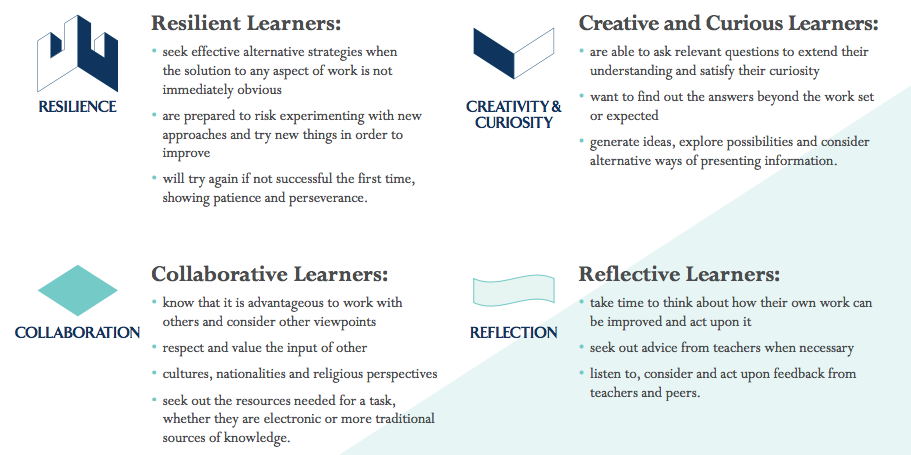 RESILIENCE
Resilient Learners:
• seek effective alternative strategies when
the solution to any aspect of work is not
immediately obvious
• are prepared to risk experimenting with new
approaches and try new things in order to
improve
• will try again if not successful the first time,
showing patience and perseverance.
CREATIVITY &
CURIOSITY
Creative and Curious Learners:
• are able to ask relevant questions to extend their
understanding and satisfy their curiosity
• want to find out the answers beyond the work set
or expected
• generate ideas, explore possibilities and consider
alternative ways of presenting information.
COLLABORATION
Collaborative Learners:
• know that it is advantageous to work with
others and consider other viewpoints
• respect and value the input of other
• cultures, nationalities and religious perspectives
• seek out the resources needed for a task,
whether they are electronic or more traditional
sources of knowledge.
REFLECTION
Reflective Learners:
• take time to think about how their own work can
be improved and act upon it
• seek out advice from teachers when necessary
• listen to, consider and act upon feedback from
teachers and peers.